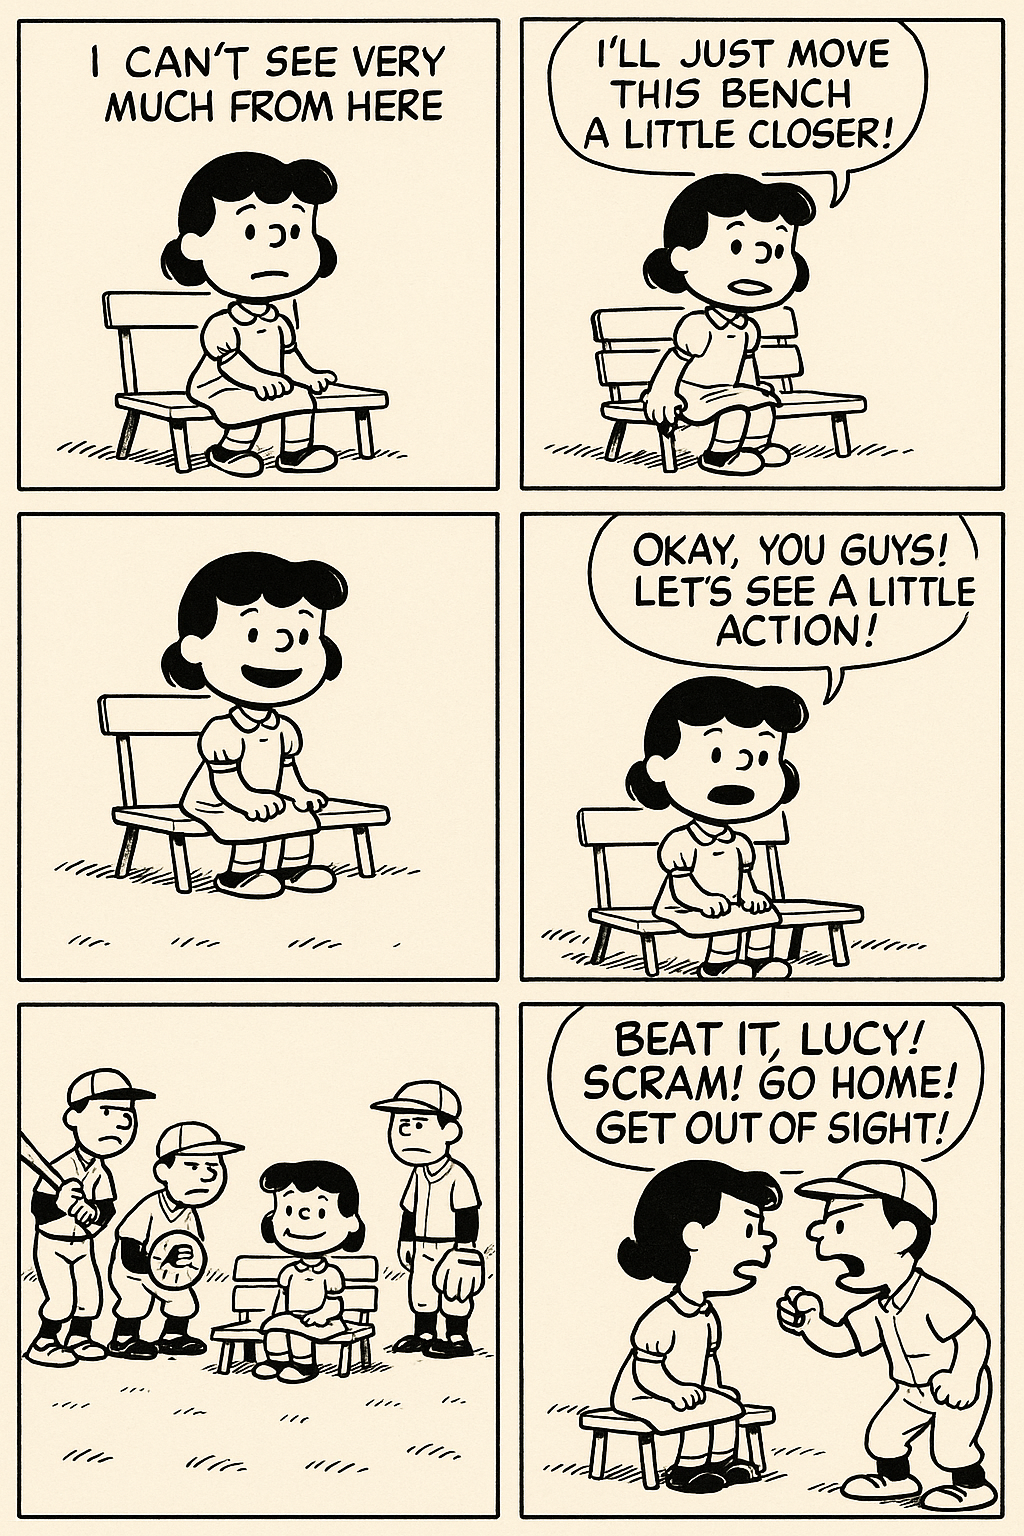 I CAN'T SEE VERY
MUCH FROM HERE
I'LL JUST MOVE
THIS BENCH
A LITTLE CLOSER!
OKAY, YOU GUYS!
LET'S SEE A LITTLE
ACTION!
BEAT IT, LUCY!
SCRAM! GO HOME!
GET OUT OF SIGHT!